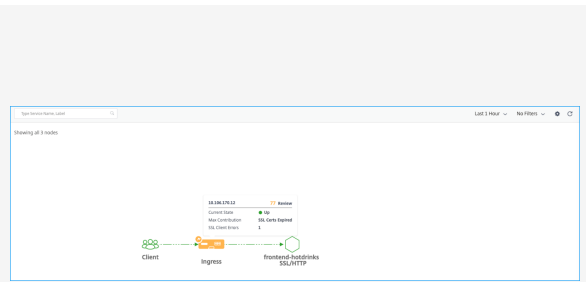 Type Service Name, Label
Last 1 Hour
No Filters
Showing all 3 nodes
10.106.170.12
Review
Current State
Up
Max Contribution
SSL Certs Expired
SSL Client Errors
1
Client
Ingress
frontend-hotdrinks
SSL/HTTP